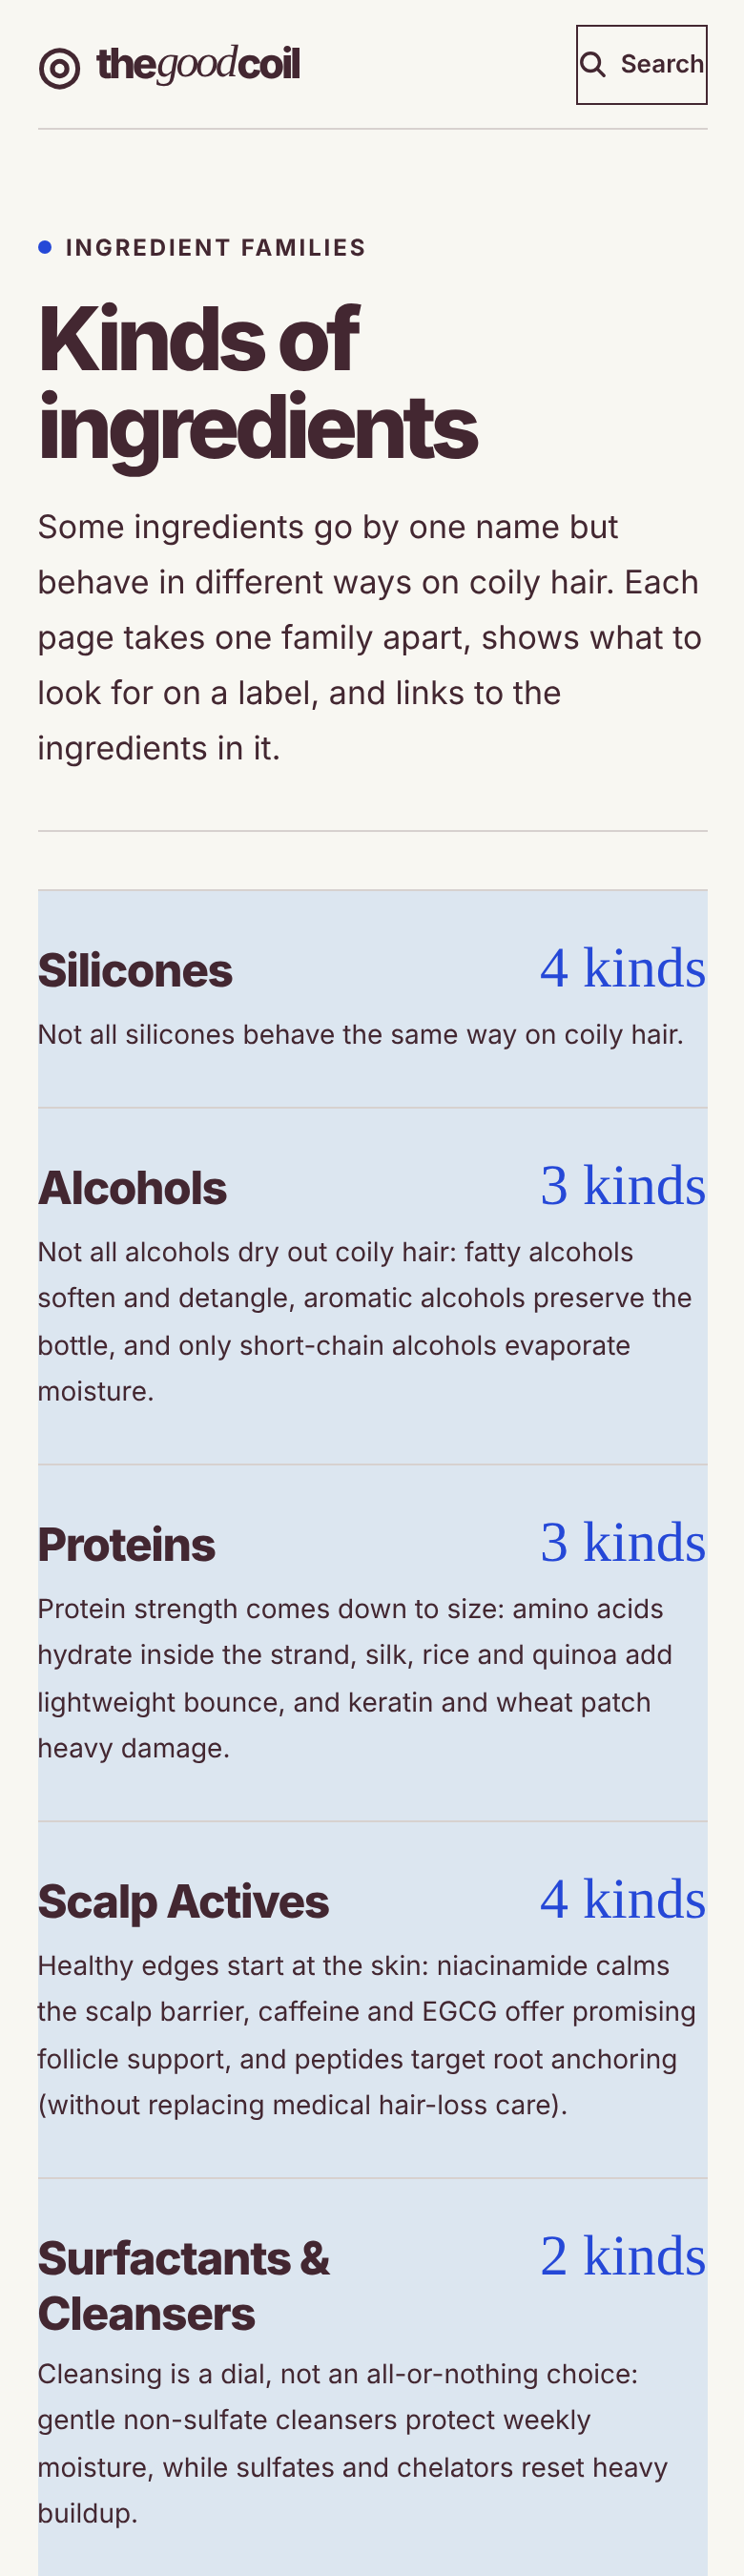 thegoodcoil
Search
INGREDIENT FAMILIES
Kinds of
ingredients
Some ingredients go by one name but
behave in different ways on coily hair. Each
page takes one family apart, shows what to
look for on a label, and links to the
ingredients in it.
Silicones 4 kinds
Not all silicones behave the same way on coily hair.
Alcohols 3 kinds
Not all alcohols dry out coily hair: fatty alcohols
soften and detangle, aromatic alcohols preserve the
bottle, and only short-chain alcohols evaporate
moisture.
Proteins 3 kinds
Protein strength comes down to size: amino acids
hydrate inside the strand, silk, rice and quinoa add
lightweight bounce, and keratin and wheat patch
heavy damage.
Scalp Actives 4 kinds
Healthy edges start at the skin: niacinamide calms
the scalp barrier, caffeine and EGCG offer promising
follicle support, and peptides target root anchoring
(without replacing medical hair-loss care).
Surfactants & 2 kinds
Cleansers
Cleansing is a dial, not an all-or-nothing choice:
gentle non-sulfate cleansers protect weekly
moisture, while sulfates and chelators reset heavy
buildup.